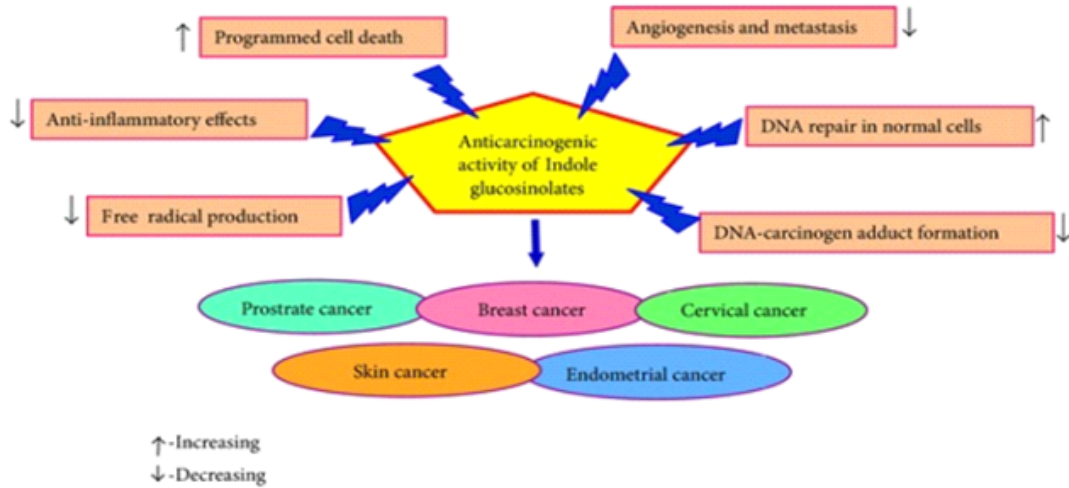 ↑ Programmed cell death
Angiogenesis and metastasis ↓
↓ Anti-inflammatory effects
Anticarcinogenic
activity of Indole
glucosinolates
DNA repair in normal cells ↑
↓ Free radical production
DNA-carcinogen adduct formation ↓
Prostrate cancer
Breast cancer
Cervical cancer
Skin cancer
Endometrial cancer
↑-Increasing
↓-Decreasing